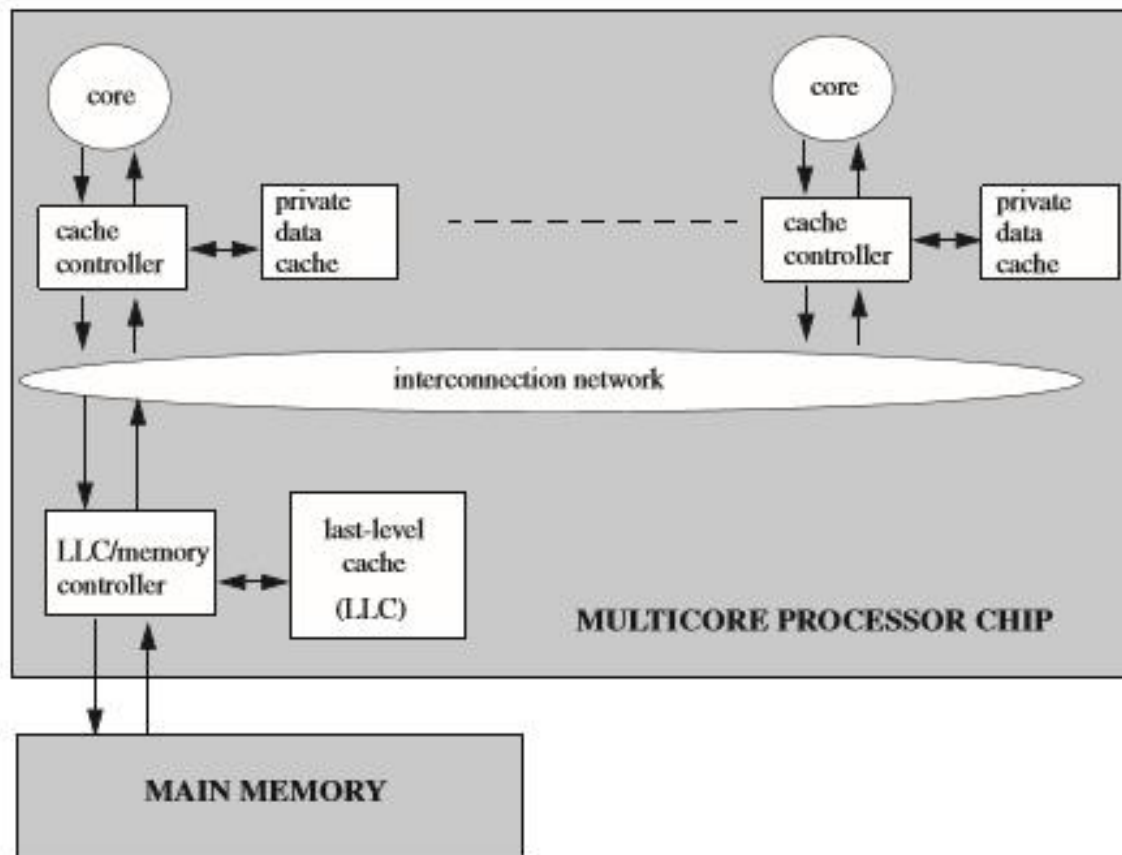 core
core
cache
controller
private
data
cache
cache
controller
private
data
cache
interconnection network
LLC/memory
controller
last-level
cache
(LLC)
MULTICORE PROCESSOR CHIP
MAIN MEMORY